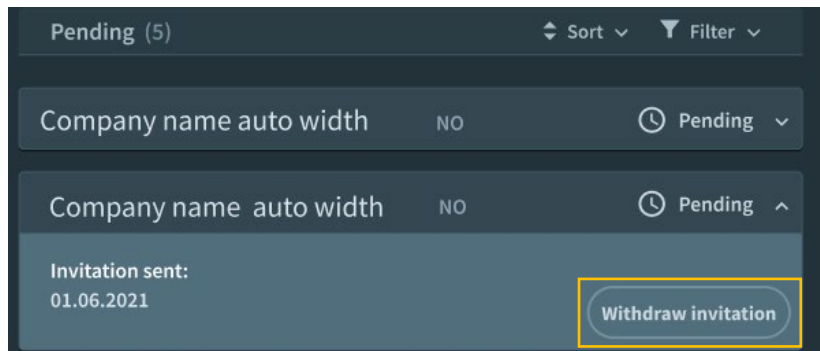 Pending (5) Sort Filter
Company name auto width NO Pending
Company name auto width NO Pending
Invitation sent:
01.06.2021
Withdraw invitation